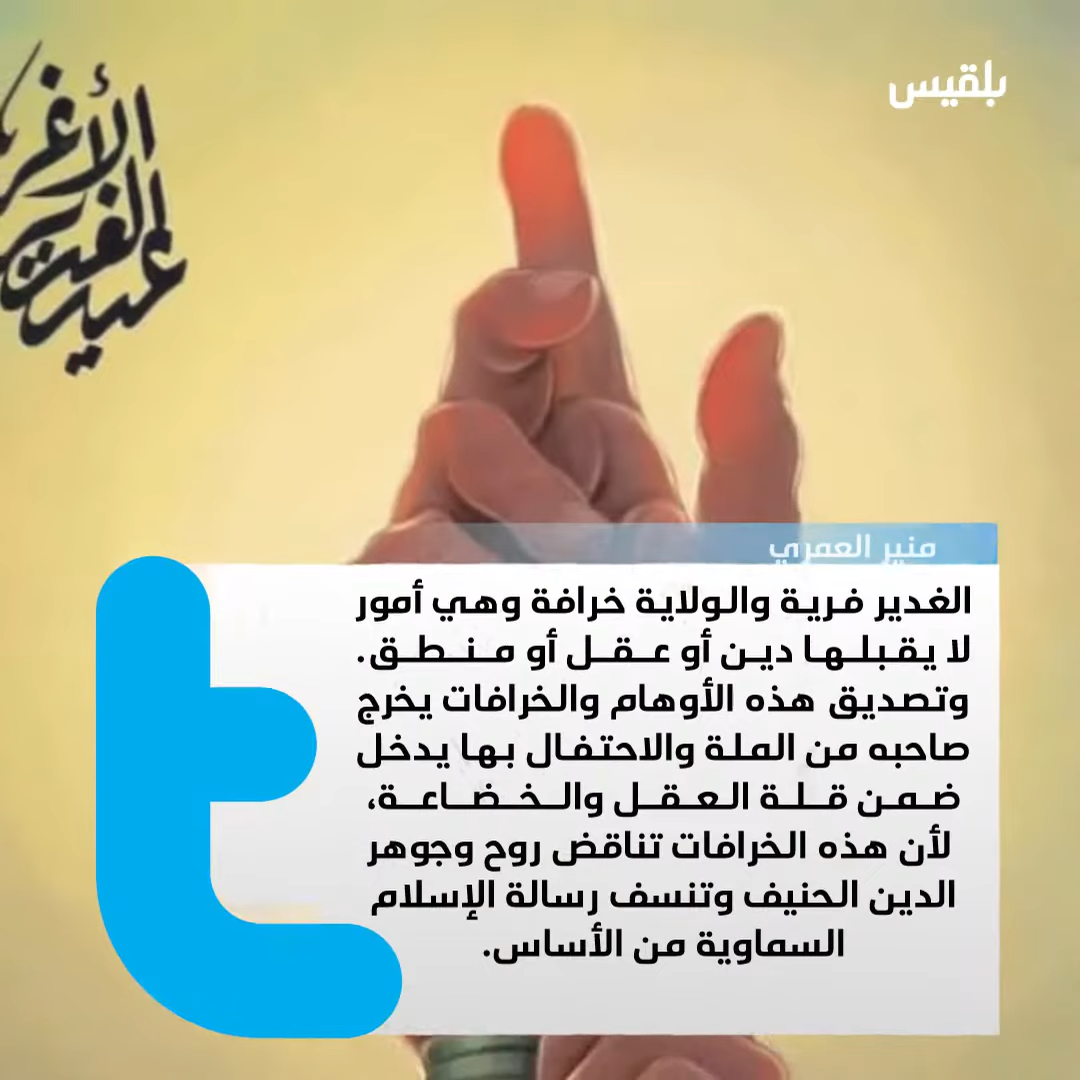 بلقيس
عيد الغدير
الأغر
منير العمري
الغدير فرية والولاية خرافة وهي أمور
لا يقبلها دين أو عقل أو منطق.
وتصديق هذه الأوهام والخرافات يخرج
صاحبه من الملة والاحتفال بها يدخل
ضمن قلة العقل والخضاعة،
لأن هذه الخرافات تناقض روح وجوهر
الدين الحنيف وتنسف رسالة الإسلام
السماوية من الأساس.